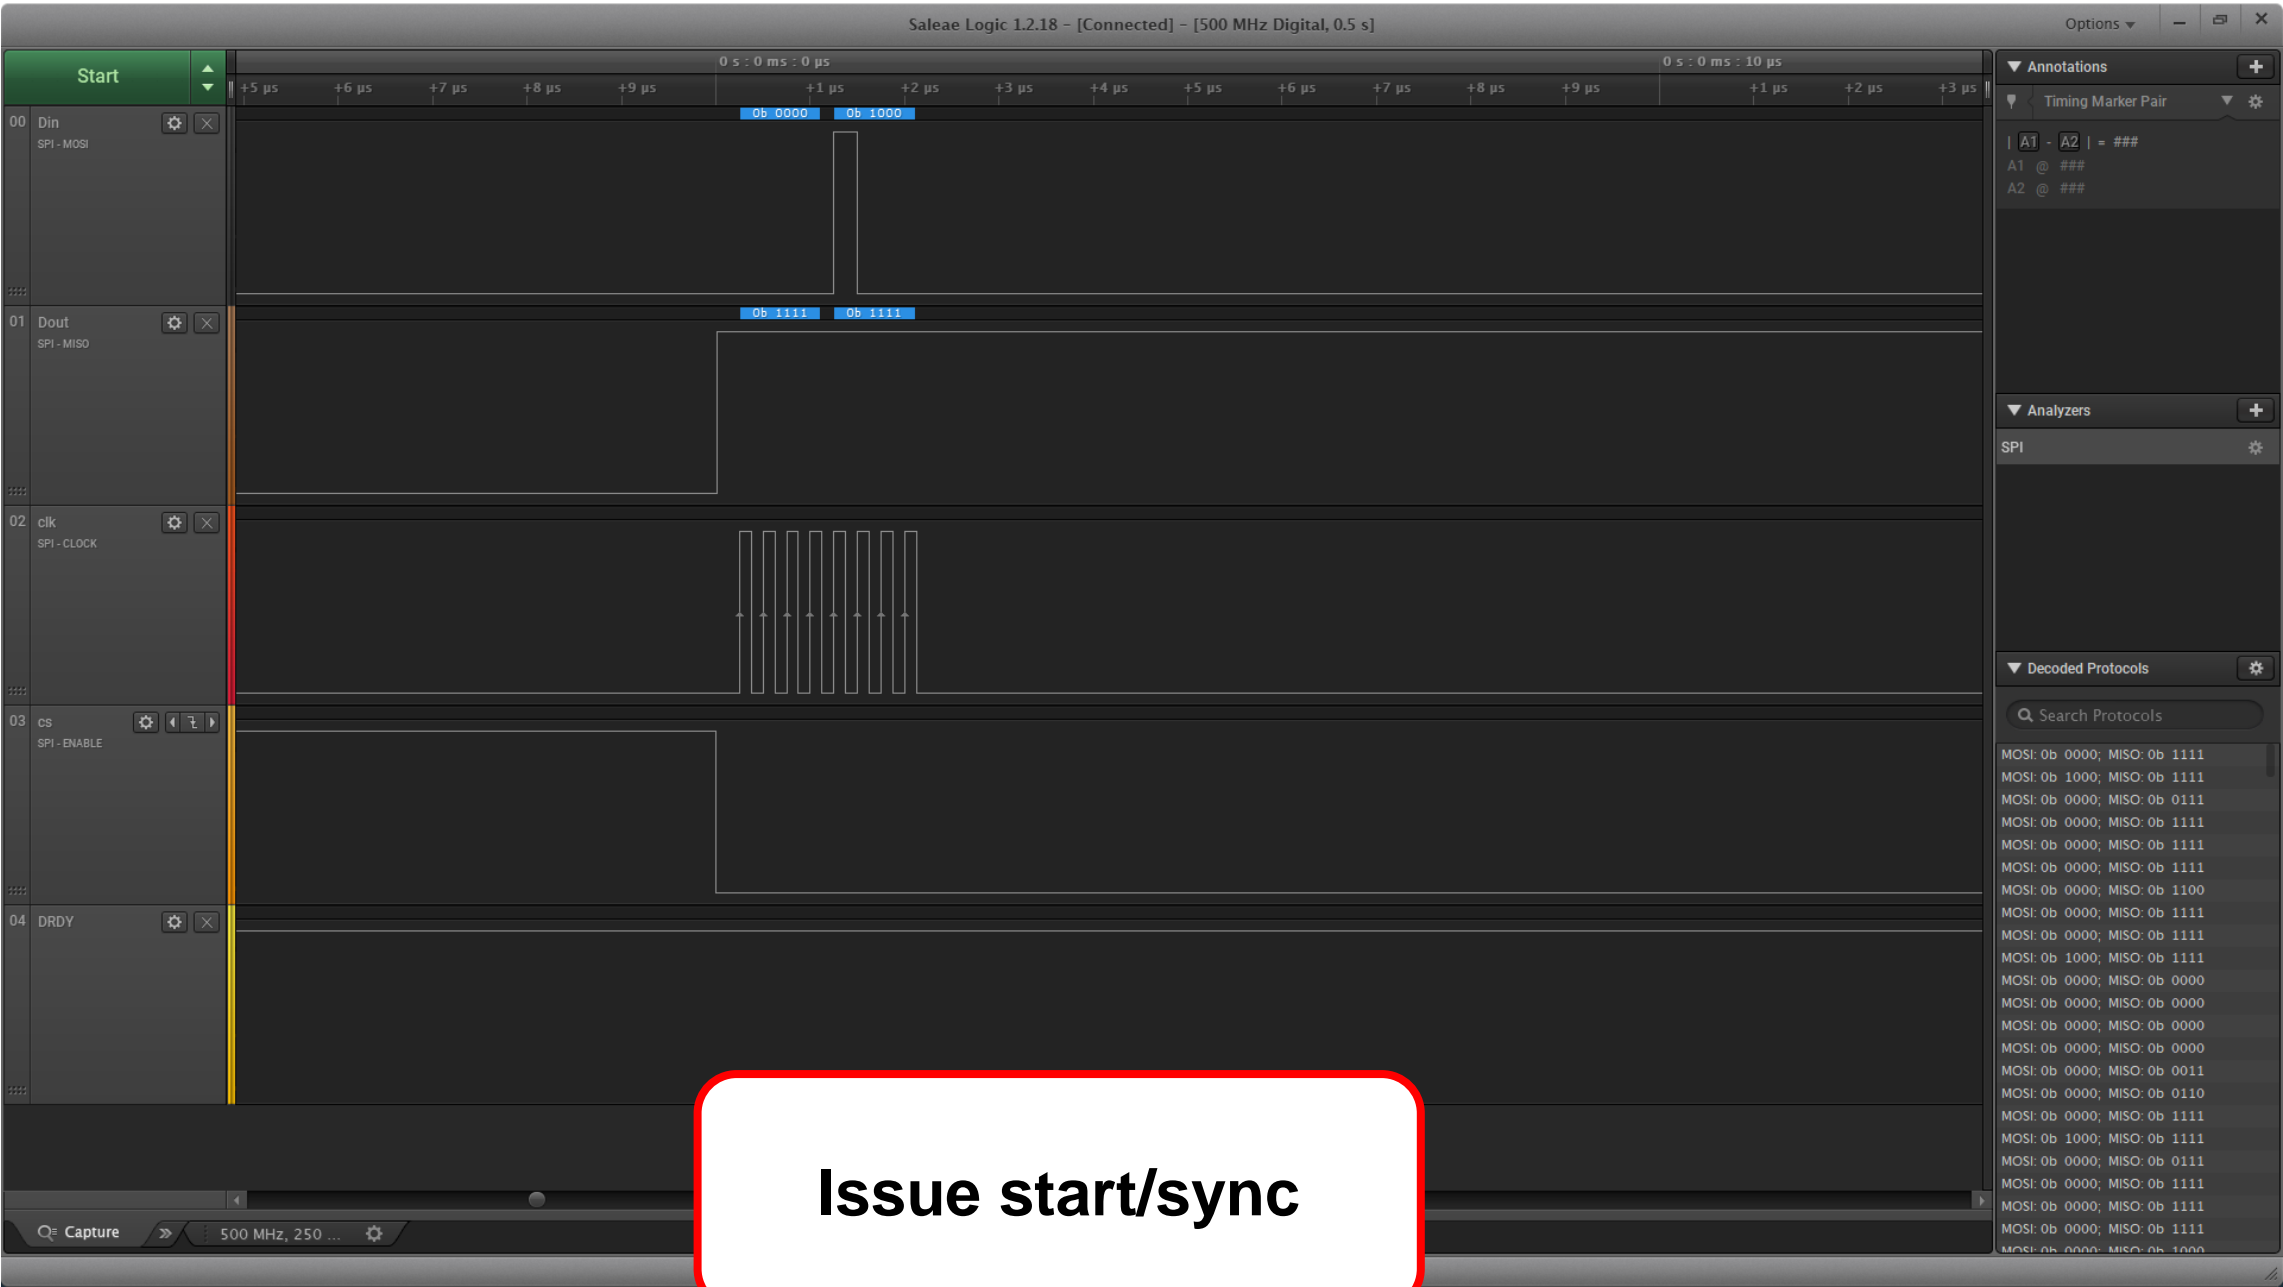 Saleae Logic 1.2.18 - [Connected] - [500 MHz Digital, 0.5 s]
Options
Start
0 s : 0 ms : 0 µs
0 s : 0 ms : 10 µs
+5 µs +6 µs +7 µs +8 µs +9 µs +1 µs +2 µs +3 µs +4 µs +5 µs +6 µs +7 µs +8 µs +9 µs +1 µs +2 µs +3 µs
00 Din
SPI - MOSI
0b 0000 0b 1000
01 Dout
SPI - MISO
0b 1111 0b 1111
02 clk
SPI - CLOCK
03 cs
SPI - ENABLE
04 DRDY
Capture
500 MHz, 250 ...
Issue start/sync
Annotations
Timing Marker Pair
| A1 - A2 | = ###
A1 @ ###
A2 @ ###
Analyzers
SPI
Decoded Protocols
Search Protocols
MOSI: 0b 0000; MISO: 0b 1111
MOSI: 0b 1000; MISO: 0b 1111
MOSI: 0b 0000; MISO: 0b 0111
MOSI: 0b 0000; MISO: 0b 1111
MOSI: 0b 0000; MISO: 0b 1111
MOSI: 0b 0000; MISO: 0b 1111
MOSI: 0b 0000; MISO: 0b 1100
MOSI: 0b 0000; MISO: 0b 1111
MOSI: 0b 0000; MISO: 0b 1111
MOSI: 0b 1000; MISO: 0b 1111
MOSI: 0b 0000; MISO: 0b 0000
MOSI: 0b 0000; MISO: 0b 0000
MOSI: 0b 0000; MISO: 0b 0000
MOSI: 0b 0000; MISO: 0b 0000
MOSI: 0b 0000; MISO: 0b 0011
MOSI: 0b 0000; MISO: 0b 0110
MOSI: 0b 0000; MISO: 0b 1111
MOSI: 0b 1000; MISO: 0b 1111
MOSI: 0b 0000; MISO: 0b 0111
MOSI: 0b 0000; MISO: 0b 1111
MOSI: 0b 0000; MISO: 0b 1111
MOSI: 0b 0000; MISO: 0b 1111
MOSI: 0b 0000; MISO: 0b 1000